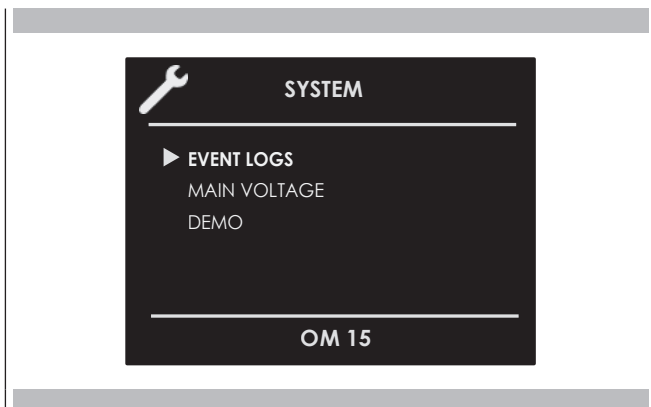 SYSTEM
EVENT LOGS
MAIN VOLTAGE
DEMO
OM 15